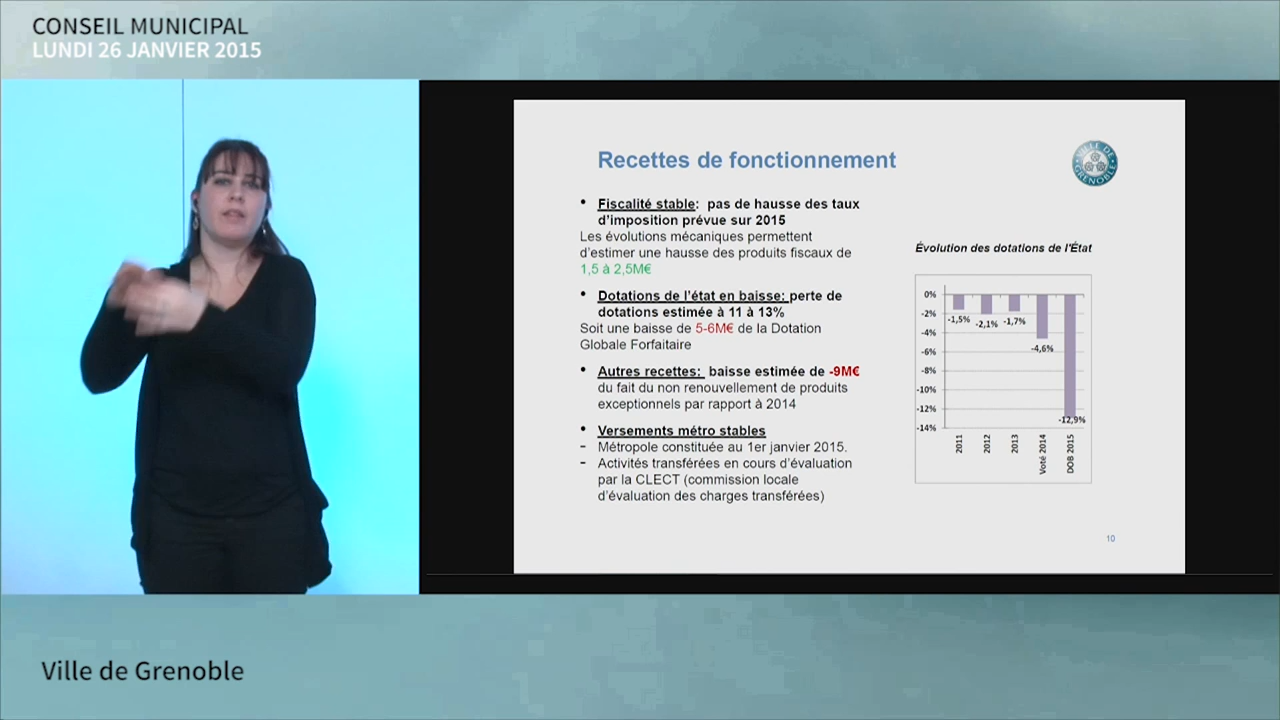 CONSEIL MUNICIPAL
LUNDI 26 JANVIER 2015
Recettes de fonctionnement
VILLE DE GRENOBLE
• Fiscalité stable: pas de hausse des taux
d'imposition prévue sur 2015
Les évolutions mécaniques permettent
d'estimer une hausse des produits fiscaux de
1,5 à 2,5M€
• Dotations de l'état en baisse: perte de
dotations estimée à 11 à 13%
Soit une baisse de 5-6M€ de la Dotation
Globale Forfaitaire
• Autres recettes: baisse estimée de -9M€
du fait du non renouvellement de produits
exceptionnels par rapport à 2014
• Versements métro stables
- Métropole constituée au 1er janvier 2015.
- Activités transférées en cours d'évaluation
par la CLECT (commission locale
d'évaluation des charges transférées)
Évolution des dotations de l'État
0%
-2%
-4%
-6%
-8%
-10%
-12%
-14%
-1,5%
-2,1%
-1,7%
-4,6%
-12,9%
2011
2012
2013
Voté 2014
DOB 2015
10
Ville de Grenoble